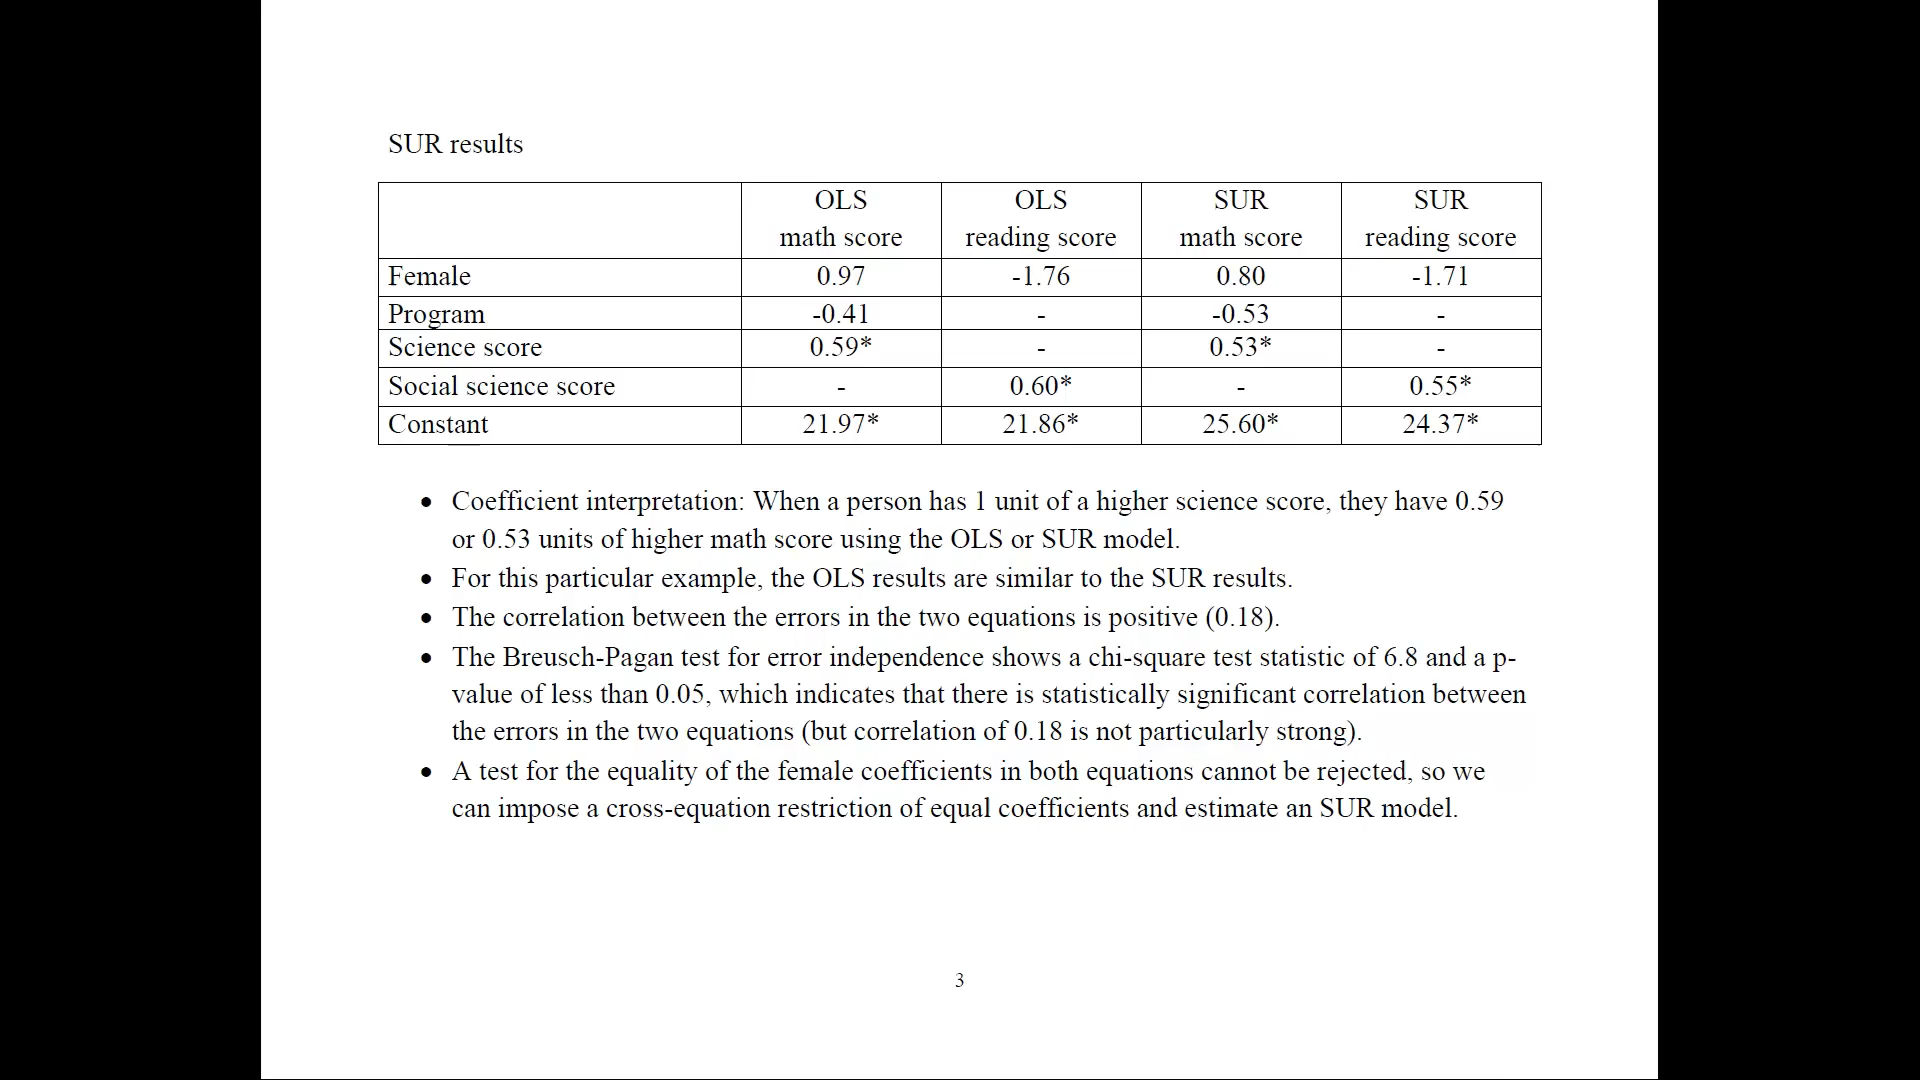 SUR results
OLS OLS SUR SUR
math score reading score math score reading score
Female 0.97 -1.76 0.80 -1.71
Program -0.41 - -0.53 -
Science score 0.59* - 0.53* -
Social science score - 0.60* - 0.55*
Constant 21.97* 21.86* 25.60* 24.37*
• Coefficient interpretation: When a person has 1 unit of a higher science score, they have 0.59
or 0.53 units of higher math score using the OLS or SUR model.
• For this particular example, the OLS results are similar to the SUR results.
• The correlation between the errors in the two equations is positive (0.18).
• The Breusch-Pagan test for error independence shows a chi-square test statistic of 6.8 and a p-
value of less than 0.05, which indicates that there is statistically significant correlation between
the errors in the two equations (but correlation of 0.18 is not particularly strong).
• A test for the equality of the female coefficients in both equations cannot be rejected, so we
can impose a cross-equation restriction of equal coefficients and estimate an SUR model.
3